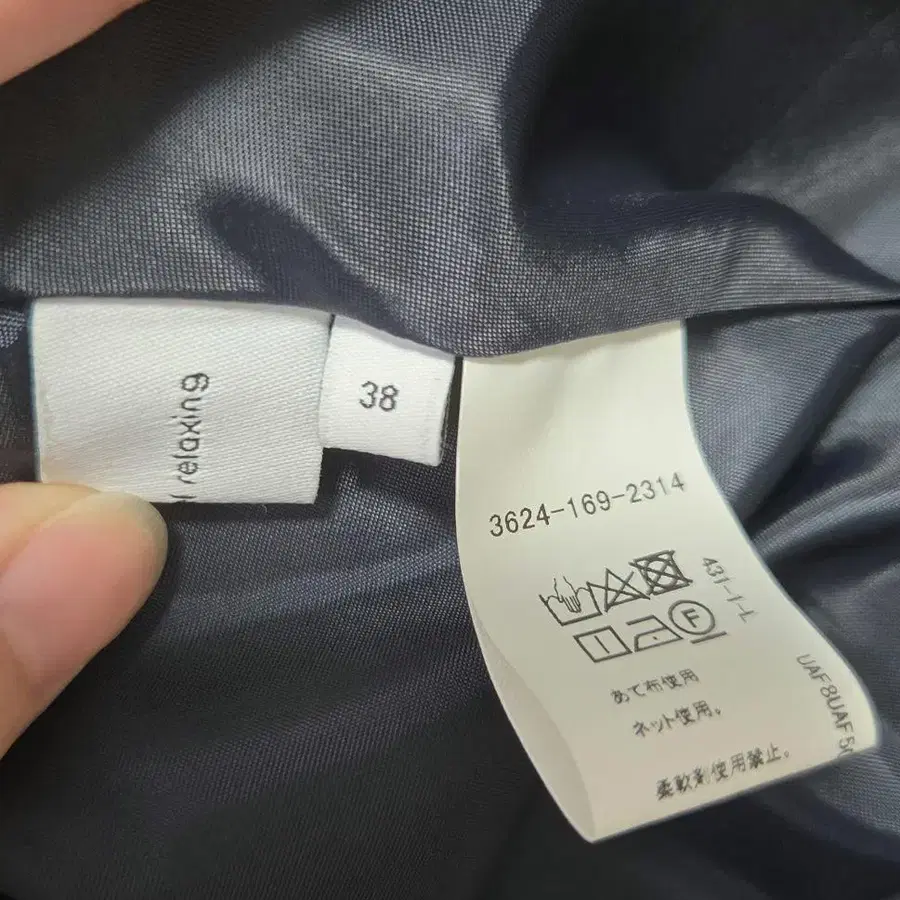 relaxing
38
3624-169-2314
431-1-L
F
あて布使用
ネット使用。
柔軟剤使用禁止。
UAF8UAF5